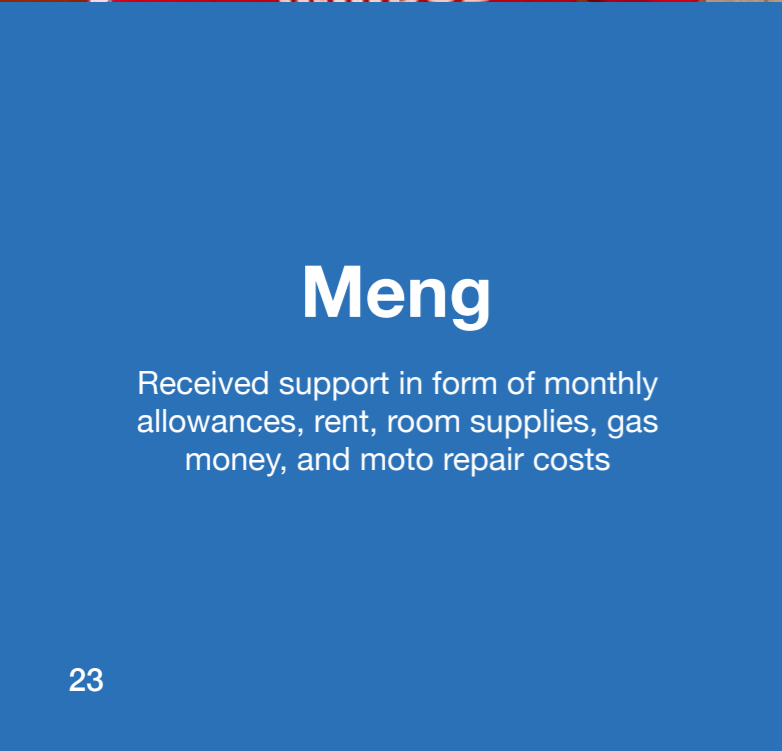 Meng
Received support in form of monthly
allowances, rent, room supplies, gas
money, and moto repair costs
23